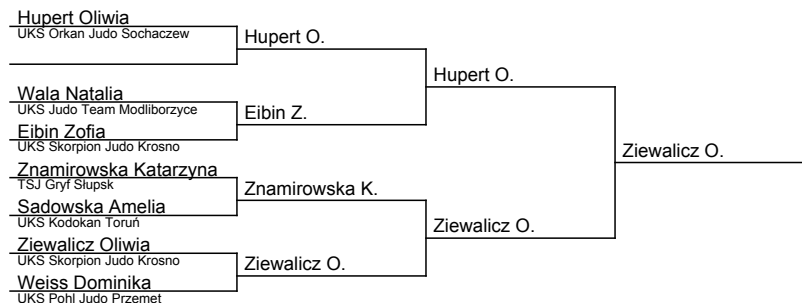 Hupert Oliwia
UKS Orkan Judo Sochaczew
Wala Natalia
UKS Judo Team Modliborzyce
Eibin Zofia
UKS Skorpion Judo Krosno
Znamirowska Katarzyna
TSJ Gryf Słupsk
Sadowska Amelia
UKS Kodokan Toruń
Ziewalicz Oliwia
UKS Skorpion Judo Krosno
Weiss Dominika
UKS Pohl Judo Przemet
Hupert O.
Eibin Z.
Znamirowska K.
Ziewalicz O.
Hupert O.
Ziewalicz O.
Ziewalicz O.